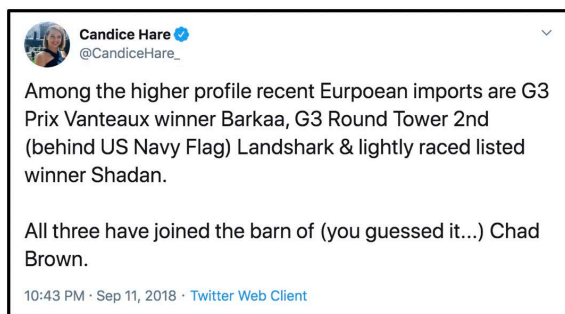 Candice Hare
@CandiceHare_
Among the higher profile recent Eurpoean imports are G3
Prix Vanteaux winner Barkaa, G3 Round Tower 2nd
(behind US Navy Flag) Landshark & lightly raced listed
winner Shadan.
All three have joined the barn of (you guessed it...) Chad
Brown.
10:43 PM · Sep 11, 2018 · Twitter Web Client